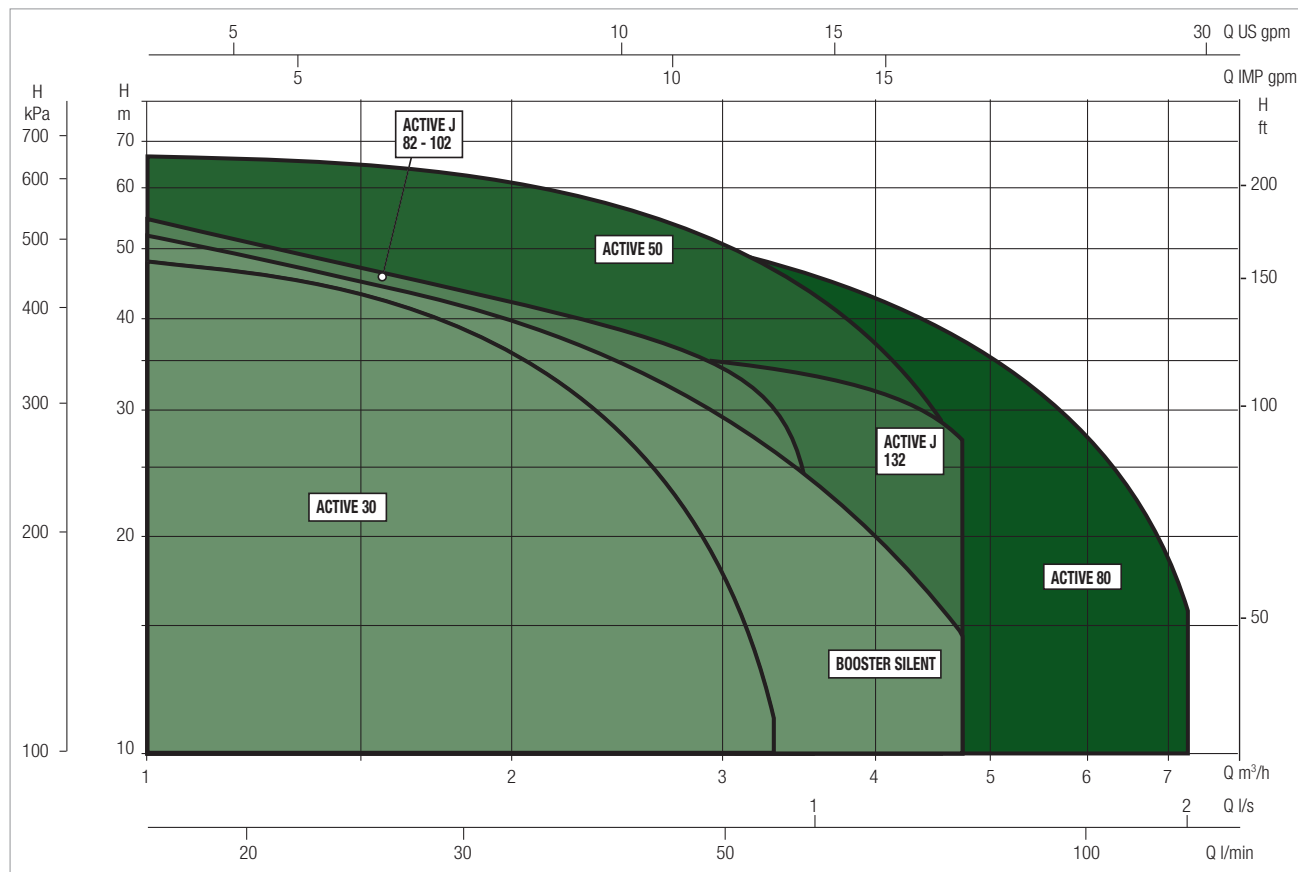 5 10 15 30 Q US gpm
5 10 15 Q IMP gpm
H
kPa
H
m
H
ft
700
600
500
400
300
200
100
70
60
50
40
30
20
10
200
150
100
50
ACTIVE J
82 - 102
ACTIVE 50
ACTIVE J
132
ACTIVE 30
ACTIVE 80
BOOSTER SILENT
1 2 3 4 5 6 7 Q m³/h
1 2 Q l/s
20 30 50 100 Q l/min